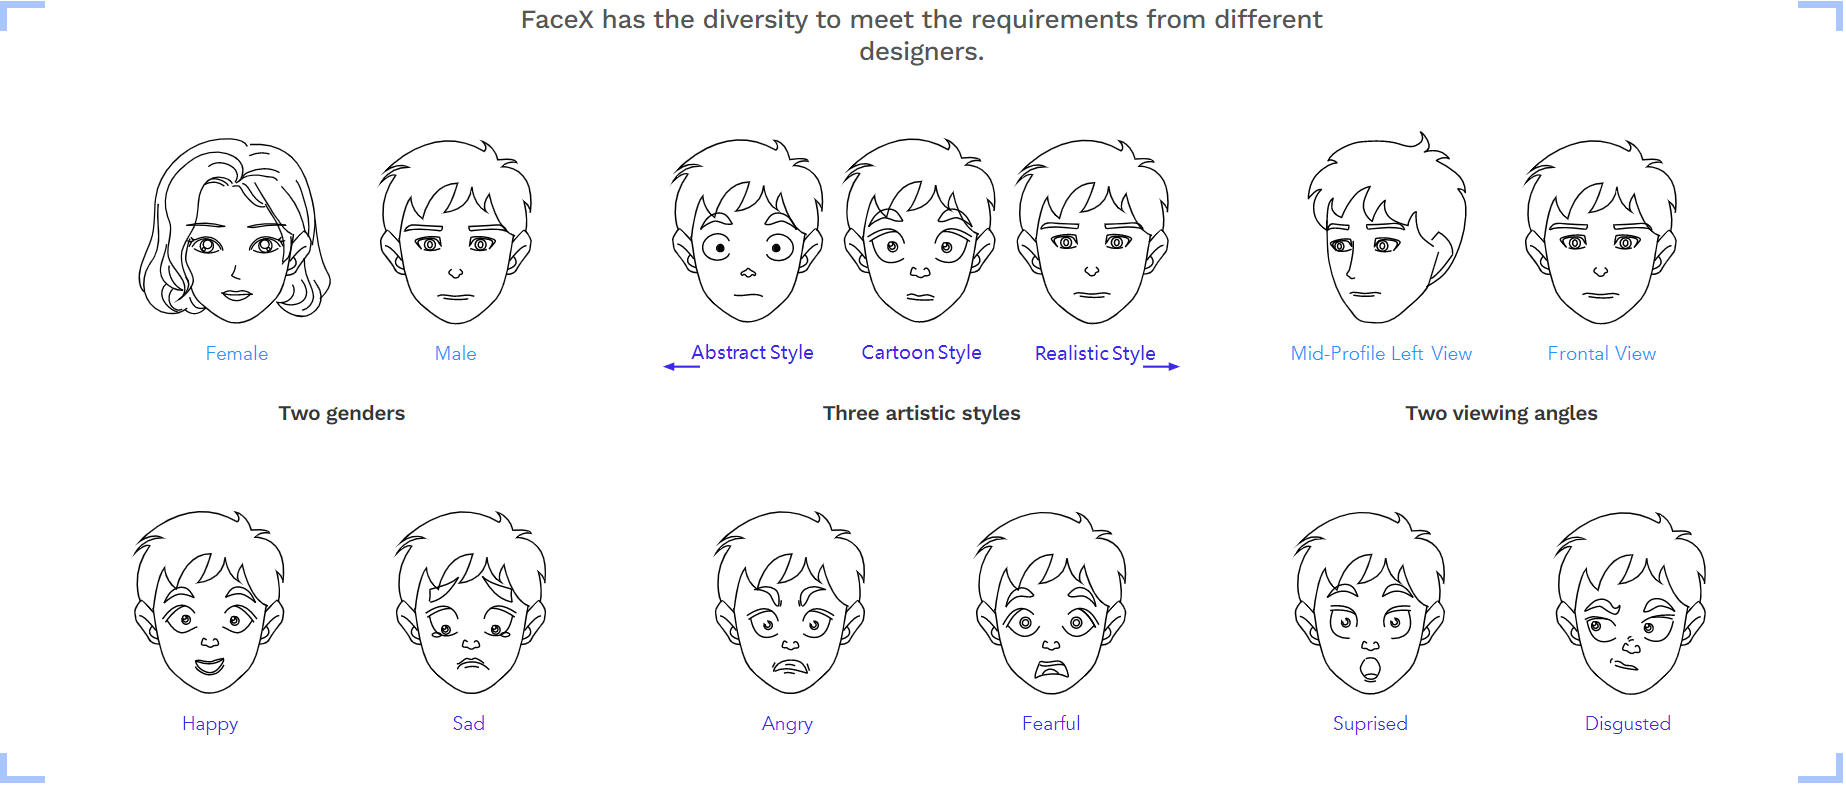 FaceX has the diversity to meet the requirements from different
designers.
Female
Male
Abstract Style
Cartoon Style
Realistic Style
Mid-Profile Left View
Frontal View
Two genders
Three artistic styles
Two viewing angles
Happy
Sad
Angry
Fearful
Suprised
Disgusted